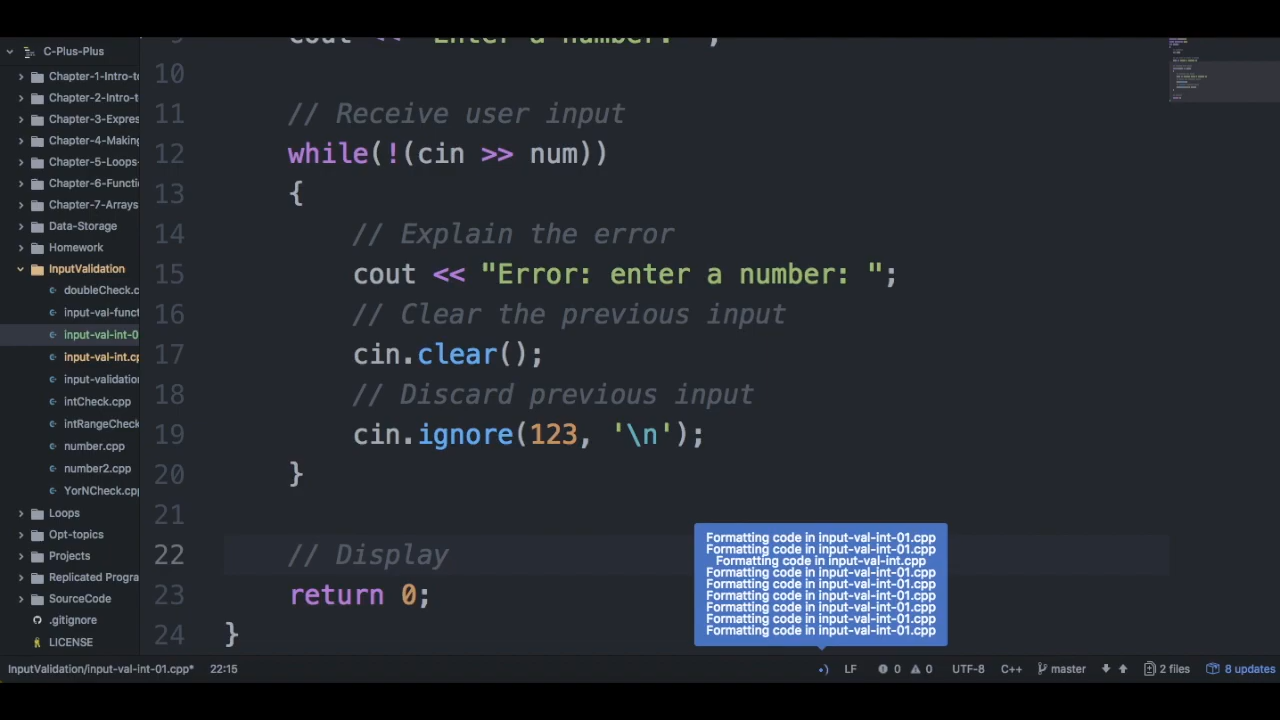 C-Plus-Plus
Chapter-1-Intro-to
Chapter-2-Intro-t
Chapter-3-Expres
Chapter-4-Making
Chapter-5-Loops-
Chapter-6-Functi
Chapter-7-Arrays
Data-Storage
Homework
InputValidation
doubleCheck.c
input-val-funct
input-val-int-0
input-val-int.cp
input-validation
intCheck.cpp
intRangeCheck
number.cpp
number2.cpp
YorNCheck.cpp
Loops
Opt-topics
Projects
Replicated Progra
SourceCode
.gitignore
LICENSE
9 cout << "Enter a number: ";
10
11 // Receive user input
12 while(!(cin >> num))
13 {
14 // Explain the error
15 cout << "Error: enter a number: ";
16 // Clear the previous input
17 cin.clear();
18 // Discard previous input
19 cin.ignore(123, '\n');
20 }
21
22 // Display
23 return 0;
24 }
Formatting code in input-val-int-01.cpp
Formatting code in input-val-int-01.cpp
Formatting code in input-val-int.cpp
Formatting code in input-val-int-01.cpp
Formatting code in input-val-int-01.cpp
Formatting code in input-val-int-01.cpp
Formatting code in input-val-int-01.cpp
Formatting code in input-val-int-01.cpp
Formatting code in input-val-int-01.cpp
InputValidation/input-val-int-01.cpp* 22:15 LF 0 0 UTF-8 C++ master 2 files 8 updates